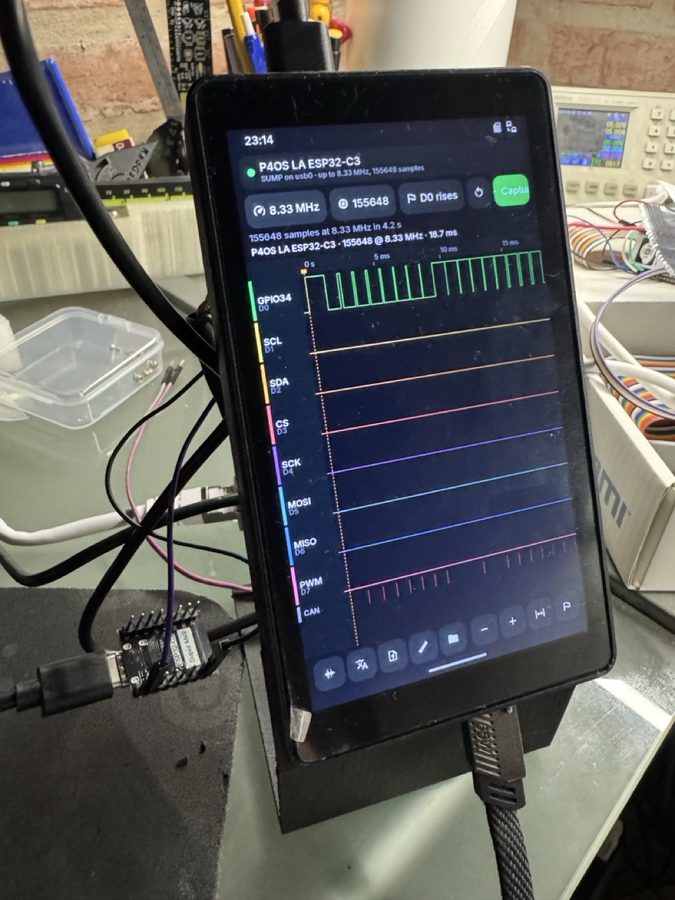 23:14
P4OS LA ESP32-C3
SUMP on usb0 · up to 8.33 MHz, 155648 samples
8.33 MHz
155648
D0 rises
Captu
155648 samples at 8.33 MHz in 4.2 s
P4OS LA ESP32-C3 · 155648 @ 8.33 MHz · 18.7 ms
0 s
5 ms
10 ms
15 ms
GPIO34
D0
SCL
D1
SDA
D2
CS
D3
SCK
D4
MOSI
D5
MISO
D6
PWM
D7
CAN